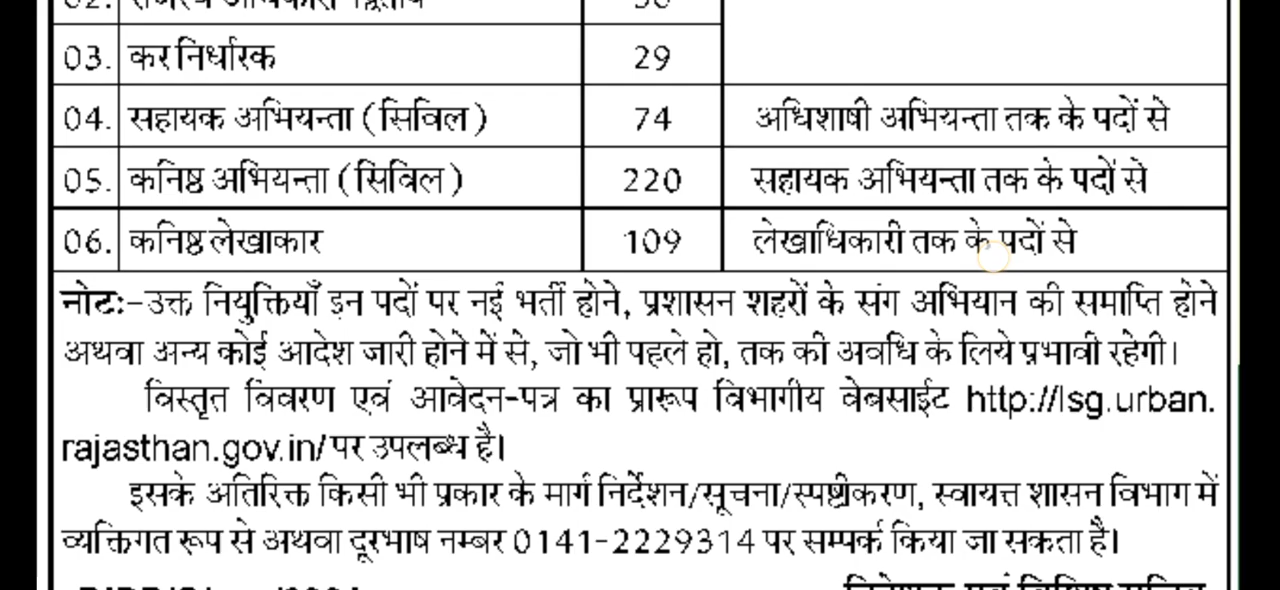 03. कर निर्धारक 29
04. सहायक अभियन्ता (सिविल) 74 अधिशाषी अभियन्ता तक के पदों से
05. कनिष्ठ अभियन्ता (सिविल) 220 सहायक अभियन्ता तक के पदों से
06. कनिष्ठ लेखाकार 109 लेखाधिकारी तक के पदों से
नोटः-उक्त नियुक्तियाँ इन पदों पर नई भर्ती होने, प्रशासन शहरों के संग अभियान की समाप्ति होने
अथवा अन्य कोई आदेश जारी होने में से, जो भी पहले हो, तक की अवधि के लिये प्रभावी रहेगी।
विस्तृत विवरण एवं आवेदन-पत्र का प्रारूप विभागीय वेबसाईट http://lsg.urban.
rajasthan.gov.in/ पर उपलब्ध है।
इसके अतिरिक्त किसी भी प्रकार के मार्ग निर्देशन/सूचना/स्पष्टीकरण, स्वायत्त शासन विभाग में
व्यक्तिगत रूप से अथवा दूरभाष नम्बर 0141-2229314 पर सम्पर्क किया जा सकता है।